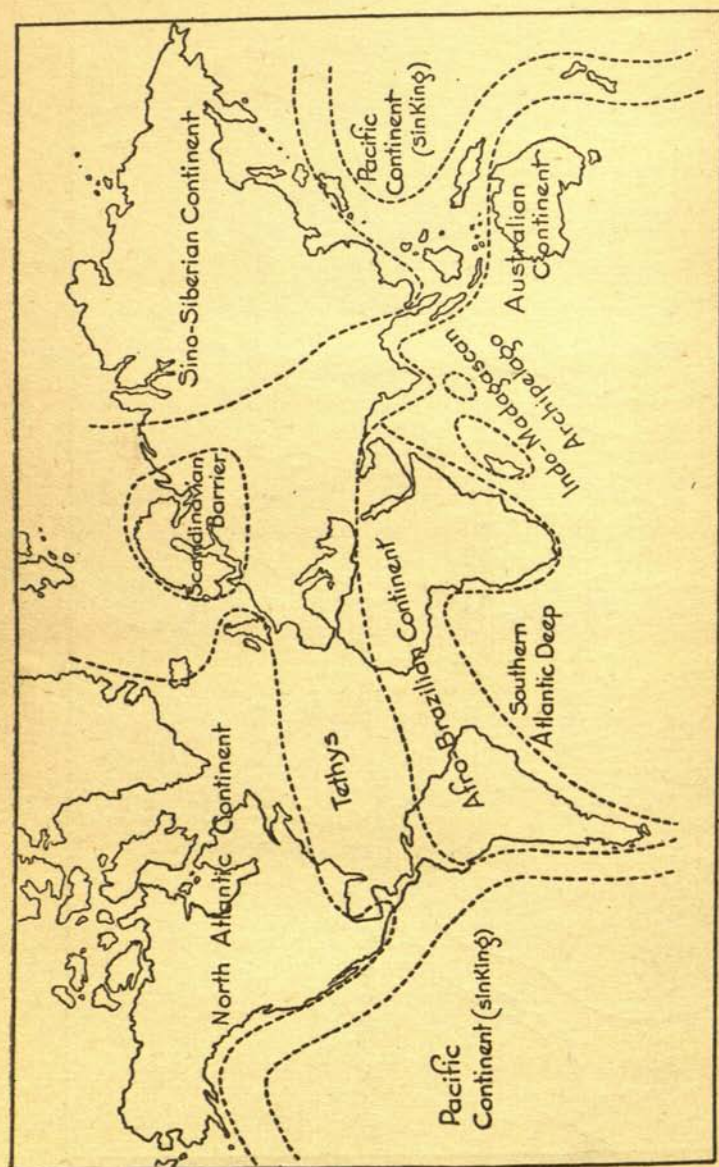 North Atlantic Continent
Scandinavian
Barrier
Sino-Siberian Continent
Pacific
Continent
(sinking)
Tethys
Pacific
Continent (sinking)
Afro-Brazilian Continent
Southern
Atlantic Deep
Indo-Madagascan
Archipelago
Australian
Continent